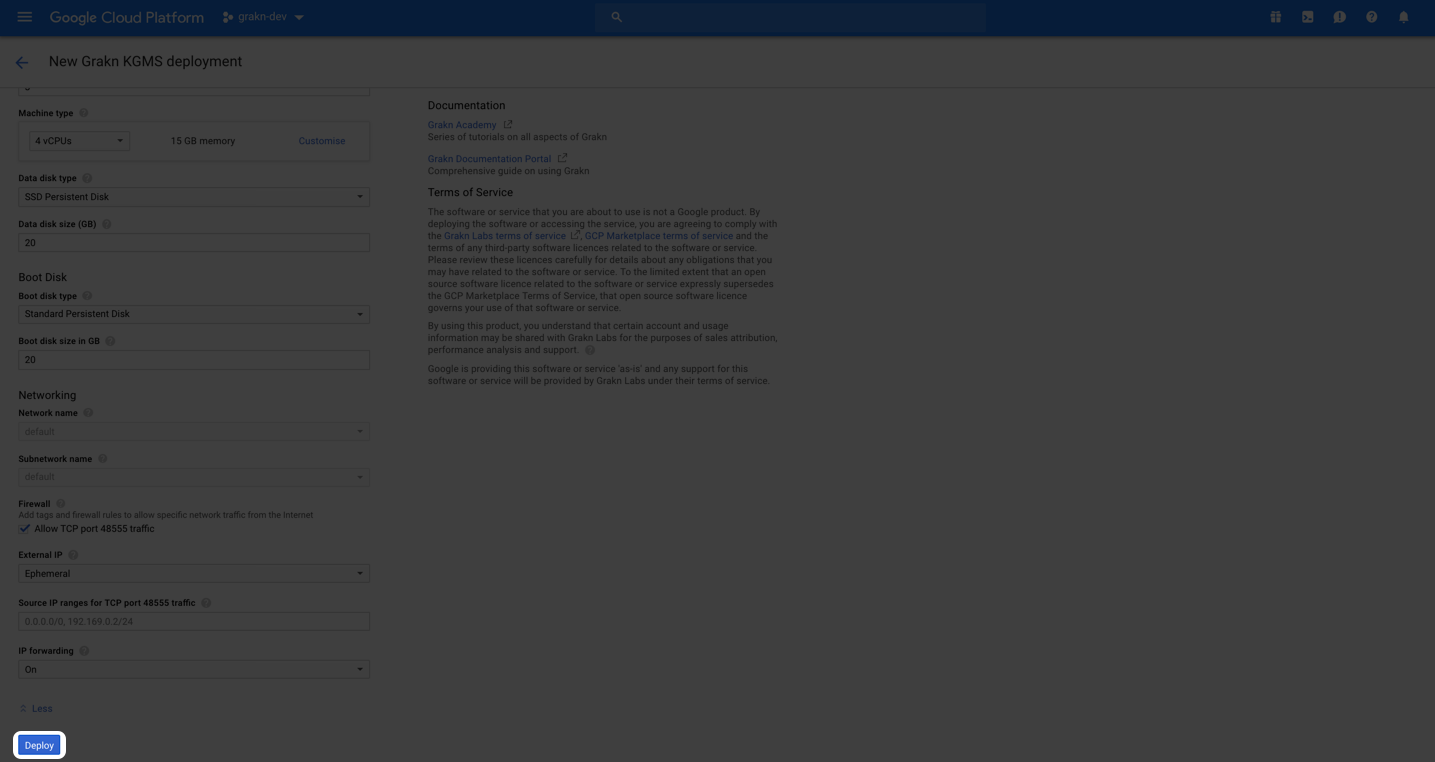 Google Cloud Platform
grakn-dev
New Grakn KGMS deployment
Machine type
4 vCPUs
15 GB memory
Customise
Data disk type
SSD Persistent Disk
Data disk size (GB)
20
Boot Disk
Boot disk type
Standard Persistent Disk
Boot disk size in GB
20
Networking
Network name
default
Subnetwork name
default
Firewall
Add tags and firewall rules to allow specific network traffic from the Internet
Allow TCP port 48555 traffic
External IP
Ephemeral
Source IP ranges for TCP port 48555 traffic
0.0.0.0/0, 192.169.0.2/24
IP forwarding
On
Less
Deploy
Documentation
Grakn Academy
Series of tutorials on all aspects of Grakn
Grakn Documentation Portal
Comprehensive guide on using Grakn
Terms of Service
The software or service that you are about to use is not a Google product. By
deploying the software or accessing the service, you are agreeing to comply with
the Grakn Labs terms of service , GCP Marketplace terms of service and the
terms of any third-party software licences related to the software or service.
Please review these licences carefully for details about any obligations that you
may have related to the software or service. To the limited extent that an open
source software licence related to the software or service expressly supersedes
the GCP Marketplace Terms of Service, that open source software licence
governs your use of that software or service.
By using this product, you understand that certain account and usage
information may be shared with Grakn Labs for the purposes of sales attribution,
performance analysis and support.
Google is providing this software or service 'as-is' and any support for this
software or service will be provided by Grakn Labs under their terms of service.